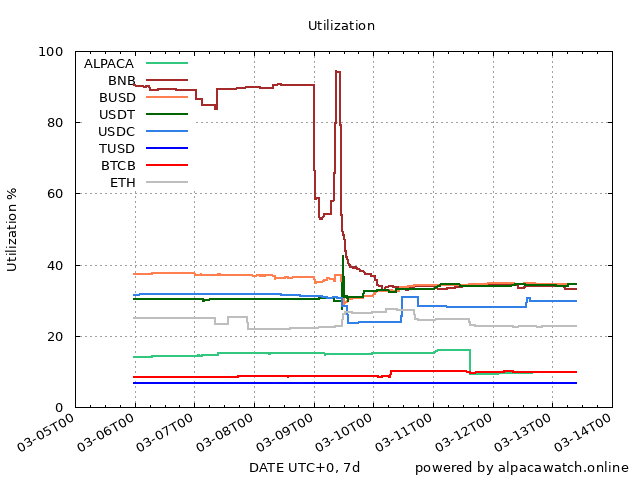 Utilization
100
80
60
40
20
0
Utilization %
ALPACA
BNB
BUSD
USDT
USDC
TUSD
BTCB
ETH
03-05T00
03-06T00
03-07T00
03-08T00
03-09T00
03-10T00
03-11T00
03-12T00
03-13T00
03-14T00
DATE UTC+0, 7d
powered by alpacawatch.online